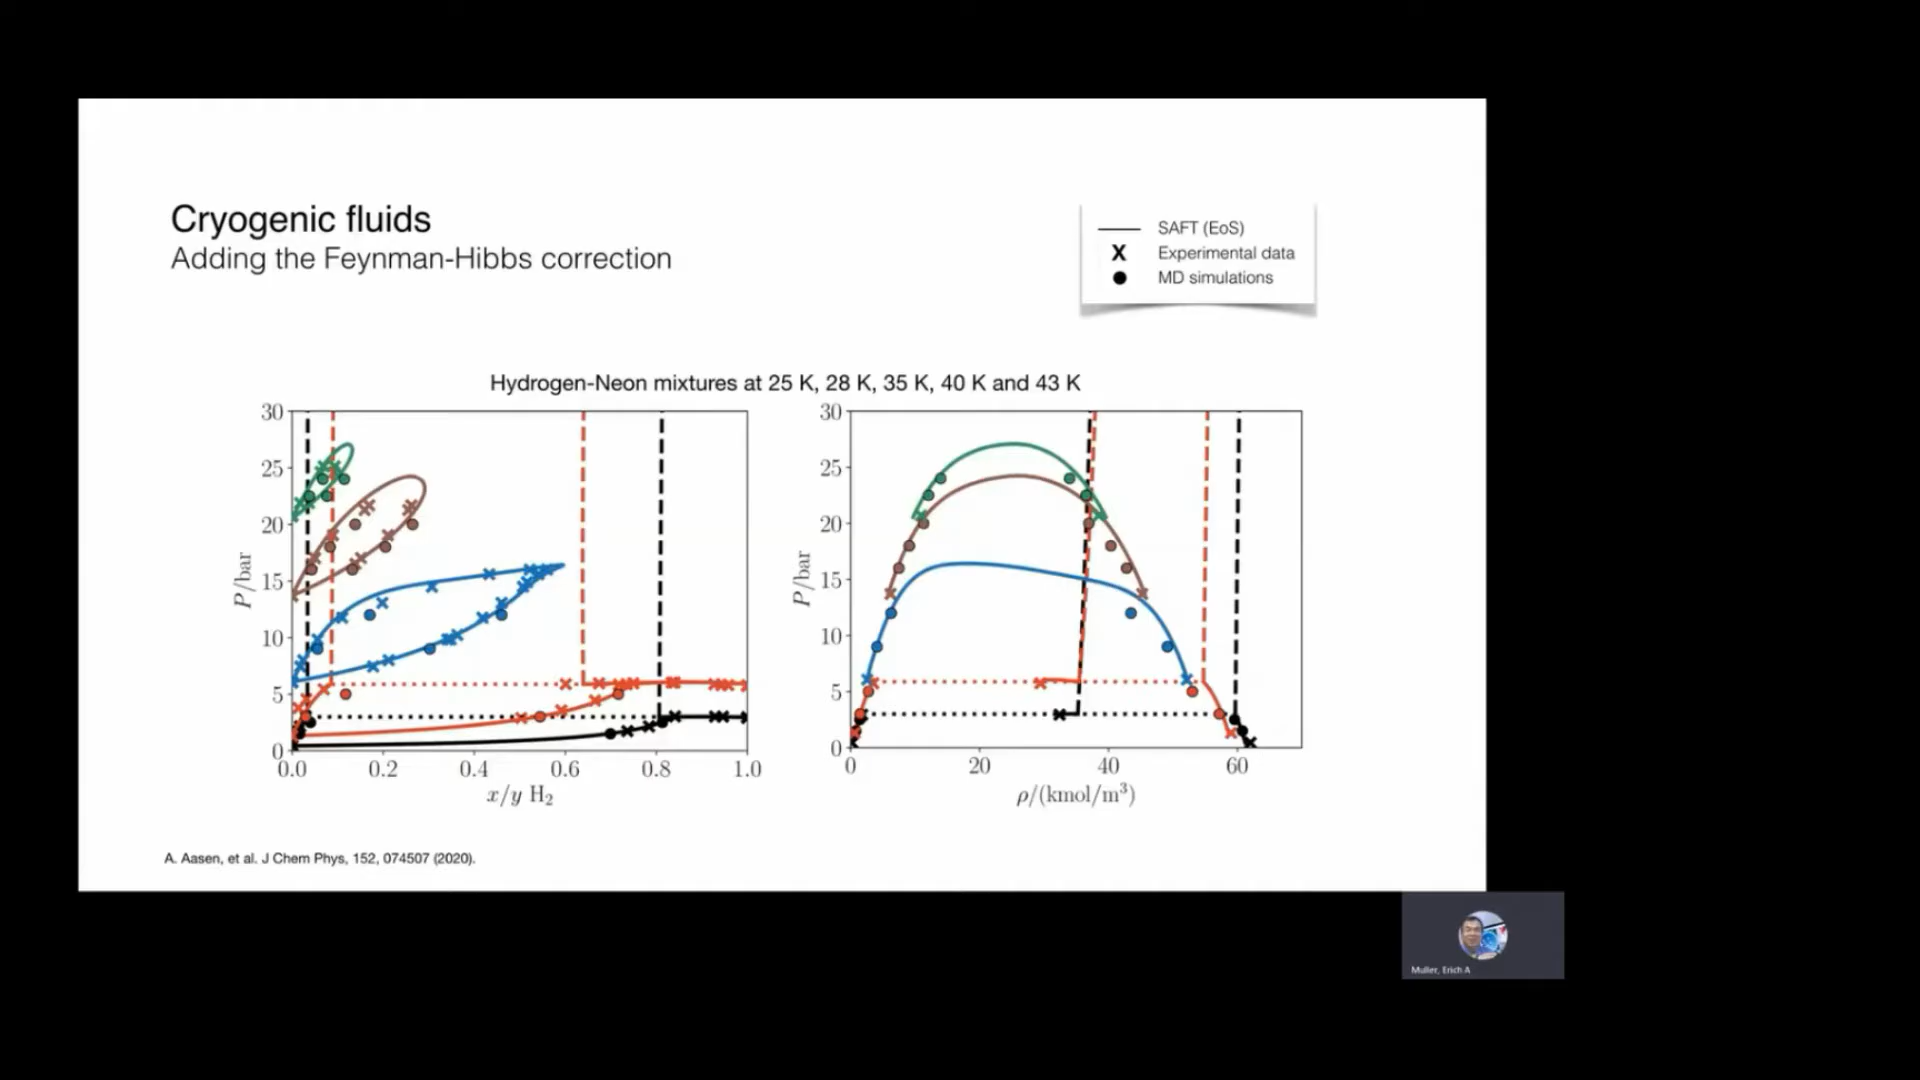 Cryogenic fluids
Adding the Feynman-Hibbs correction
SAFT (EoS)
X Experimental data
MD simulations
Hydrogen-Neon mixtures at 25 K, 28 K, 35 K, 40 K and 43 K
30
25
20
15
10
5
0
P/bar
0.0 0.2 0.4 0.6 0.8 1.0
x/y H₂
30
25
20
15
10
5
0
P/bar
0 20 40 60
ρ/(kmol/m³)
A. Aasen, et al. J Chem Phys, 152, 074507 (2020).
Muller, Erich A